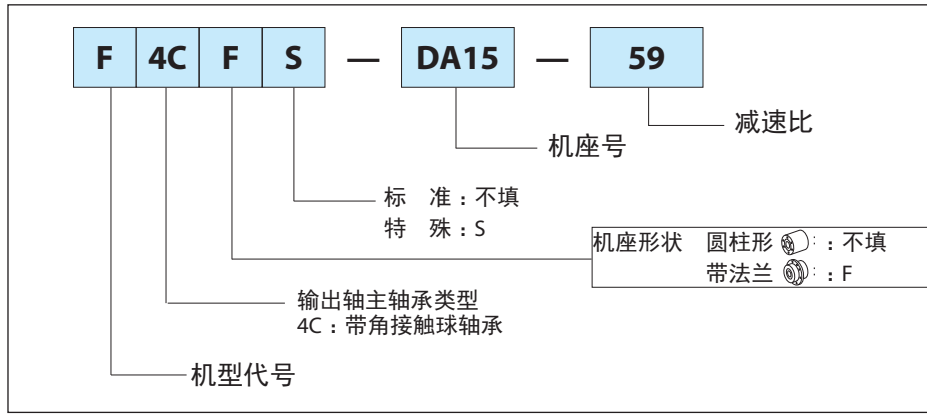 F 4C F S — DA15 — 59
减速比
机座号
标 准：不填
特 殊：S
机座形状 圆柱形：：不填
带法兰：：F
输出轴主轴承类型
4C：带角接触球轴承
机型代号